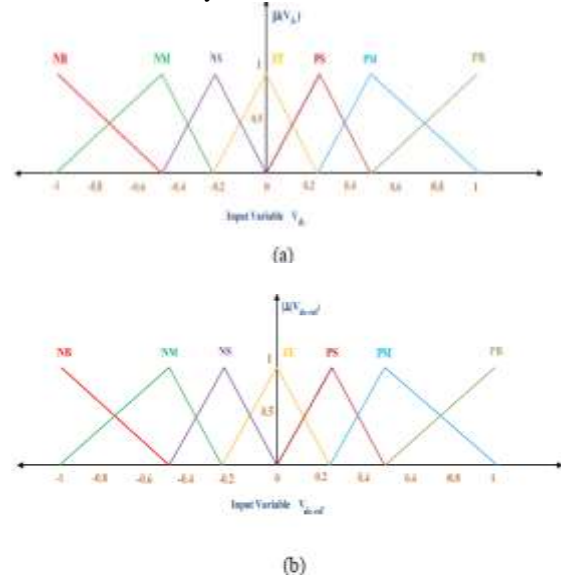 μ(V_dc)
NB NM NS ZE PS PM PB
1
0.5
-1 -0.8 -0.6 -0.4 -0.2 0 0.2 0.4 0.6 0.8 1
Input Variable V_dc
(a)
μ(V_dc-ref)
NB NM NS ZE PS PM PB
1
0.5
-1 -0.8 -0.6 -0.4 -0.2 0 0.2 0.4 0.6 0.8 1
Input Variable V_dc-ref
(b)